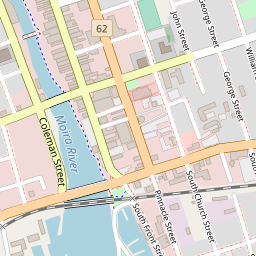 John Street
George Street
William S
62
George Street
Moira River
Coleman Street
South Church Street
Pinnacle Street
South Front Street